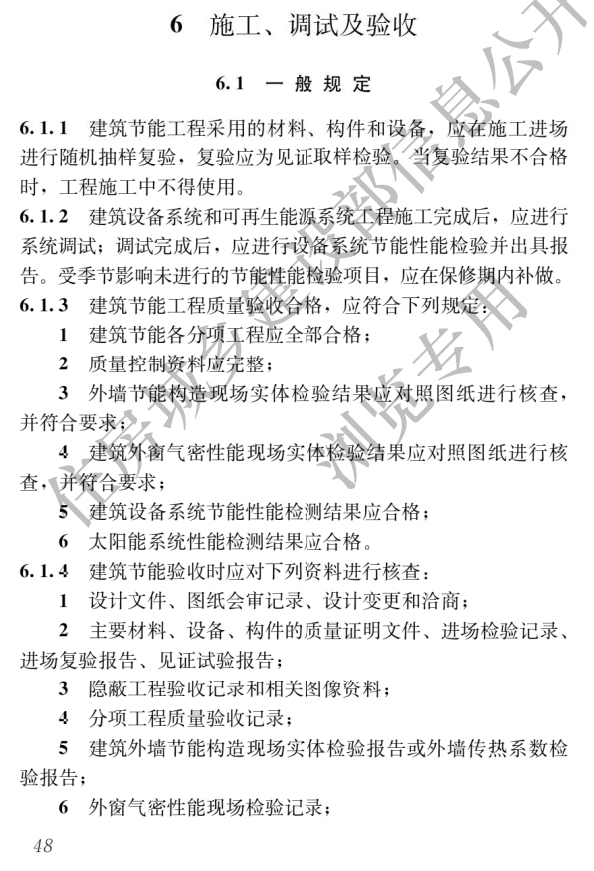 6 施工、调试及验收
6.1 一般规定
6.1.1 建筑节能工程采用的材料、构件和设备，应在施工进场
进行随机抽样复验，复验应为见证取样检验。当复验结果不合格
时，工程施工中不得使用。
6.1.2 建筑设备系统和可再生能源系统工程施工完成后，应进行
系统调试；调试完成后，应进行设备系统节能性能检验并出具报
告。受季节影响未进行的节能性能检验项目，应在保修期内补做。
6.1.3 建筑节能工程质量验收合格，应符合下列规定：
1 建筑节能各分项工程应全部合格；
2 质量控制资料应完整；
3 外墙节能构造现场实体检验结果应对照图纸进行核查，
并符合要求；
4 建筑外窗气密性能现场实体检验结果应对照图纸进行核
查，并符合要求；
5 建筑设备系统节能性能检测结果应合格；
6 太阳能系统性能检测结果应合格。
6.1.4 建筑节能验收时应对下列资料进行核查：
1 设计文件、图纸会审记录、设计变更和洽商；
2 主要材料、设备、构件的质量证明文件、进场检验记录、
进场复验报告、见证试验报告；
3 隐蔽工程验收记录和相关图像资料；
4 分项工程质量验收记录；
5 建筑外墙节能构造现场实体检验报告或外墙传热系数检
验报告；
6 外窗气密性能现场检验记录；
48
住房城乡建设部信息公开
浏览专用